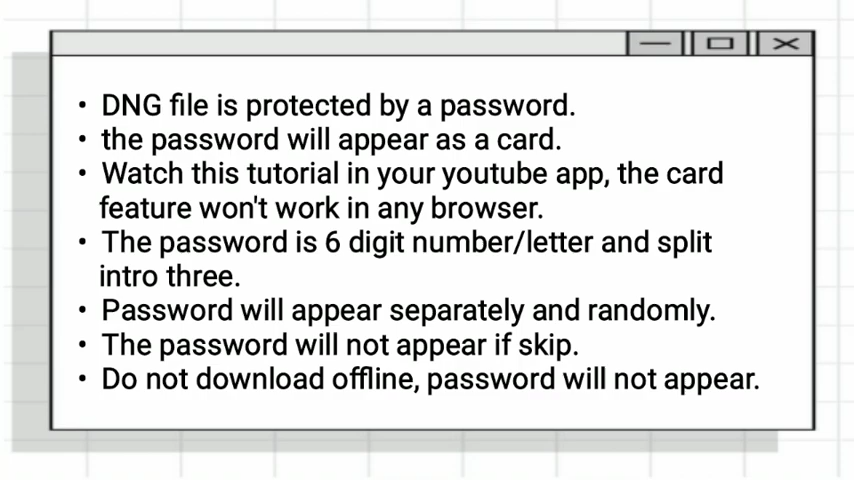 • DNG file is protected by a password.
• the password will appear as a card.
• Watch this tutorial in your youtube app, the card
feature won't work in any browser.
• The password is 6 digit number/letter and split
intro three.
• Password will appear separately and randomly.
• The password will not appear if skip.
• Do not download offline, password will not appear.